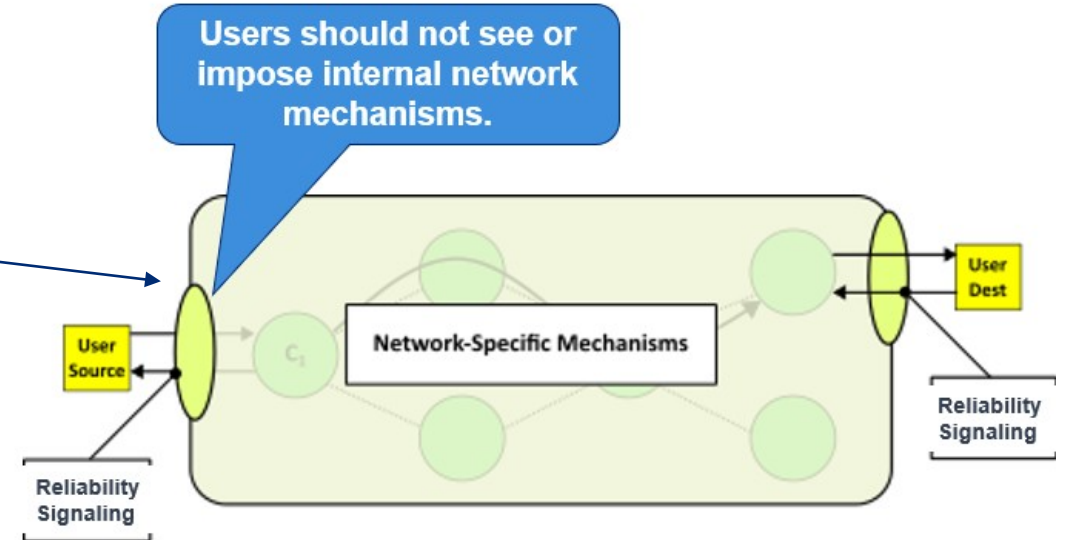 Users should not see or
impose internal network
mechanisms.
User
Source
C1
Network-Specific Mechanisms
User
Dest
Reliability
Signaling
Reliability
Signaling